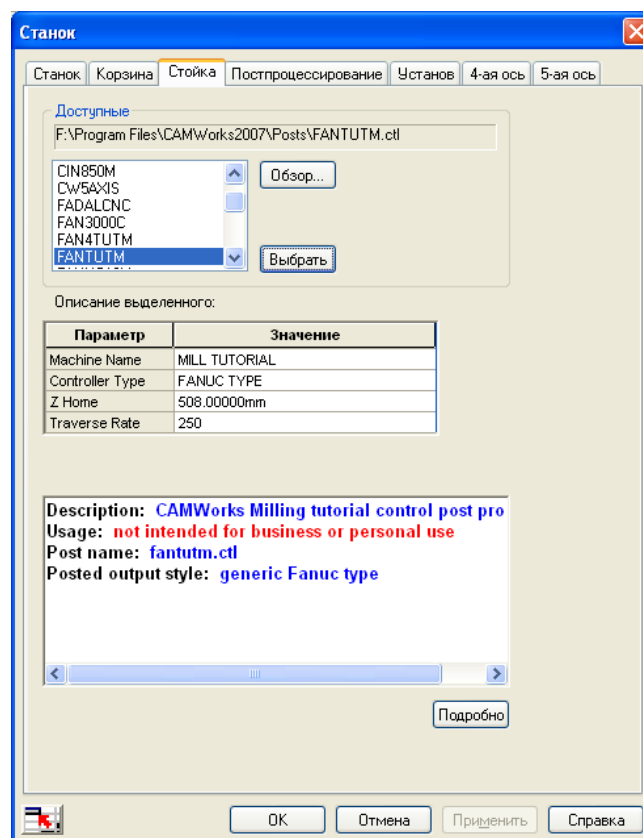 Станок
Станок Корзина Стойка Постпроцессирование Установ 4-ая ось 5-ая ось
Доступные
F:\Program Files\CAMWorks2007\Posts\FANTUTM.ctl
CIN850M
CW5AXIS
FADALCNC
FAN3000C
FAN4TUTM
FANTUTM
Обзор...
Выбрать
Описание выделенного:
Параметр Значение
Machine Name MILL TUTORIAL
Controller Type FANUC TYPE
Z Home 508.00000mm
Traverse Rate 250
Description: CAMWorks Milling tutorial control post pro
Usage: not intended for business or personal use
Post name: fantutm.ctl
Posted output style: generic Fanuc type
Подробно
OK Отмена Применить Справка